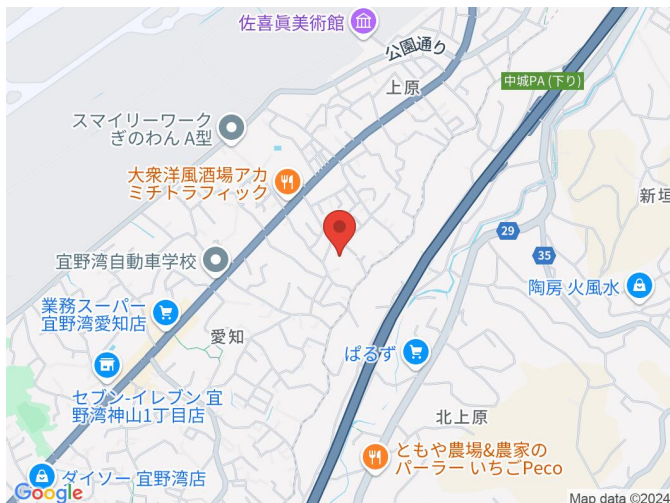 佐喜眞美術館
公園通り
中城PA (下り)
上原
スマイリーワーク
ぎのわん A型
大衆洋風酒場アカ
ミチトラフィック
新垣
29
35
宜野湾自動車学校
陶房 火風水
業務スーパー
宜野湾愛知店
愛知
ぱるず
セブン-イレブン 宜
野湾神山1丁目店
北上原
ともや農場&農家の
パーラー いちごPeco
ダイソー 宜野湾店
Google
Map data ©2024